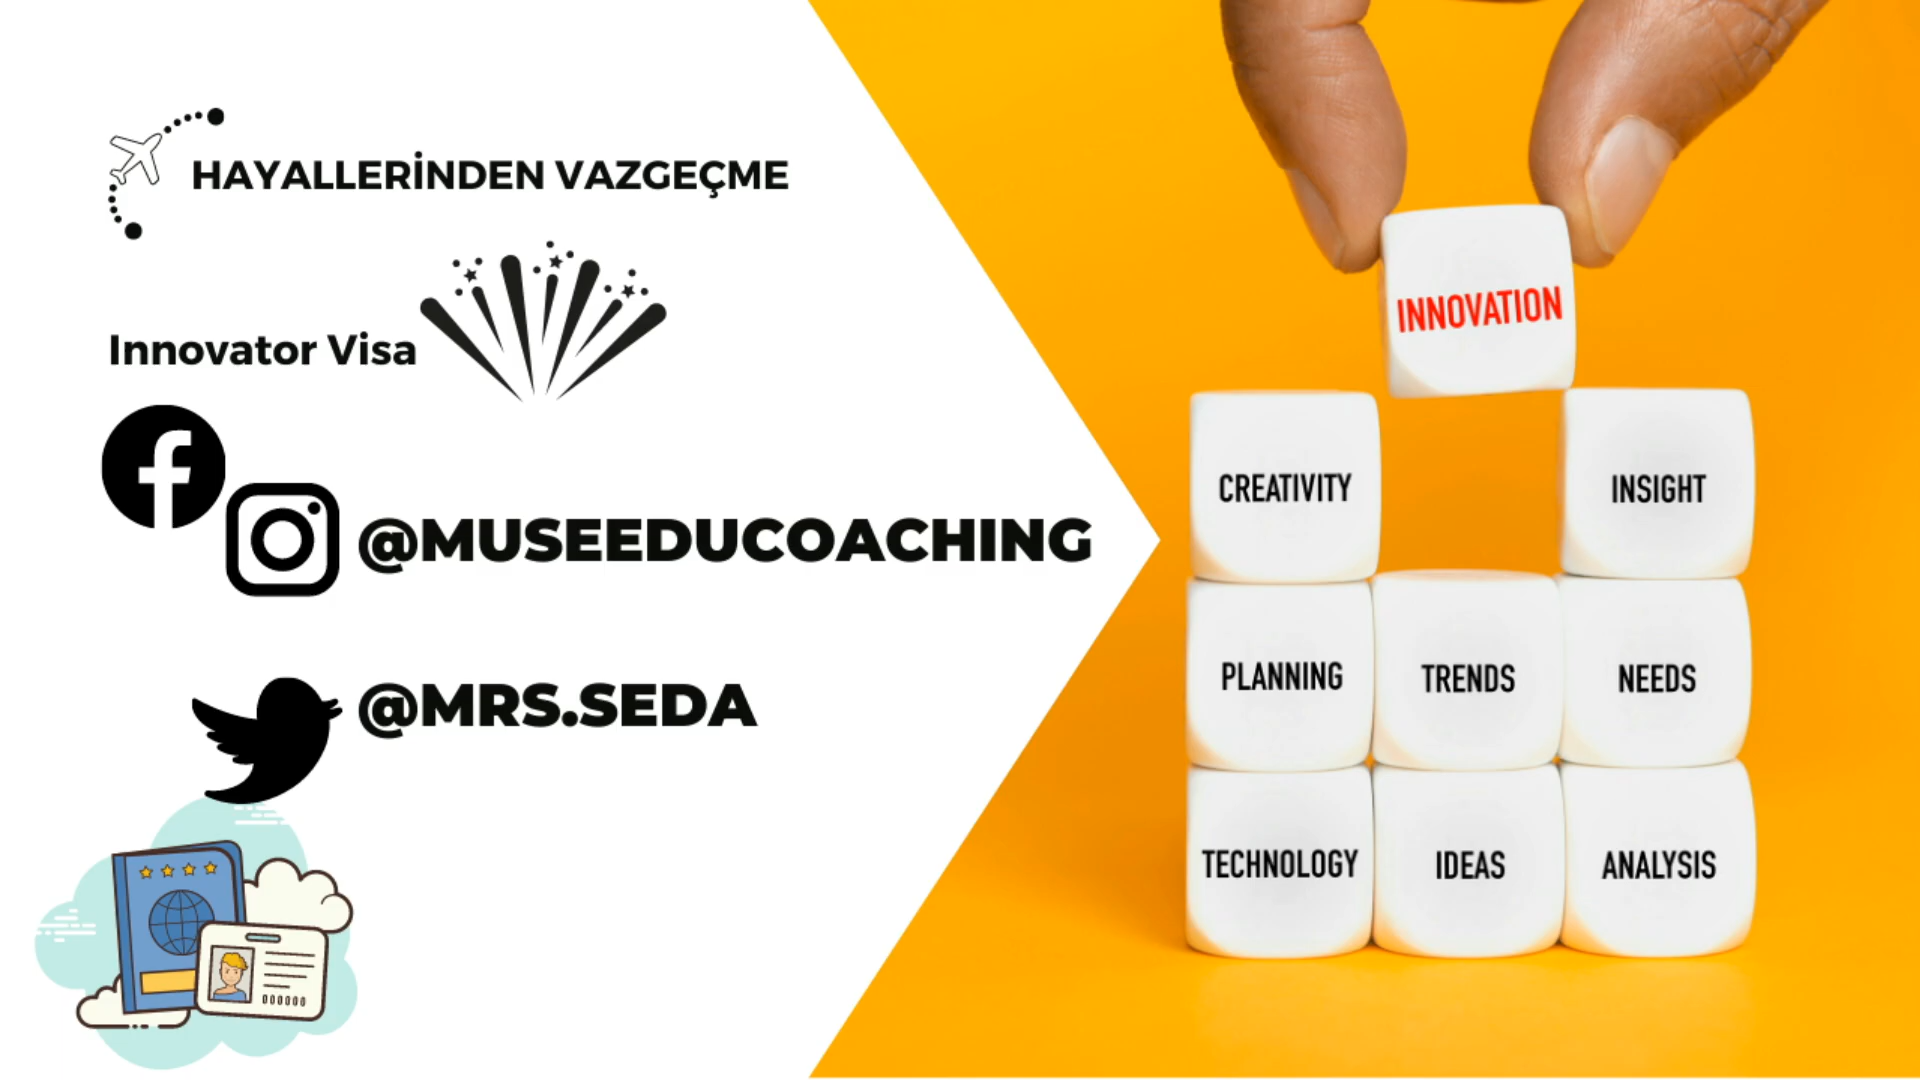 HAYALLERİNDEN VAZGEÇME
Innovator Visa
@MUSEEDUCOACHING
@MRS.SEDA
INNOVATION
CREATIVITY
INSIGHT
PLANNING
TRENDS
NEEDS
TECHNOLOGY
IDEAS
ANALYSIS